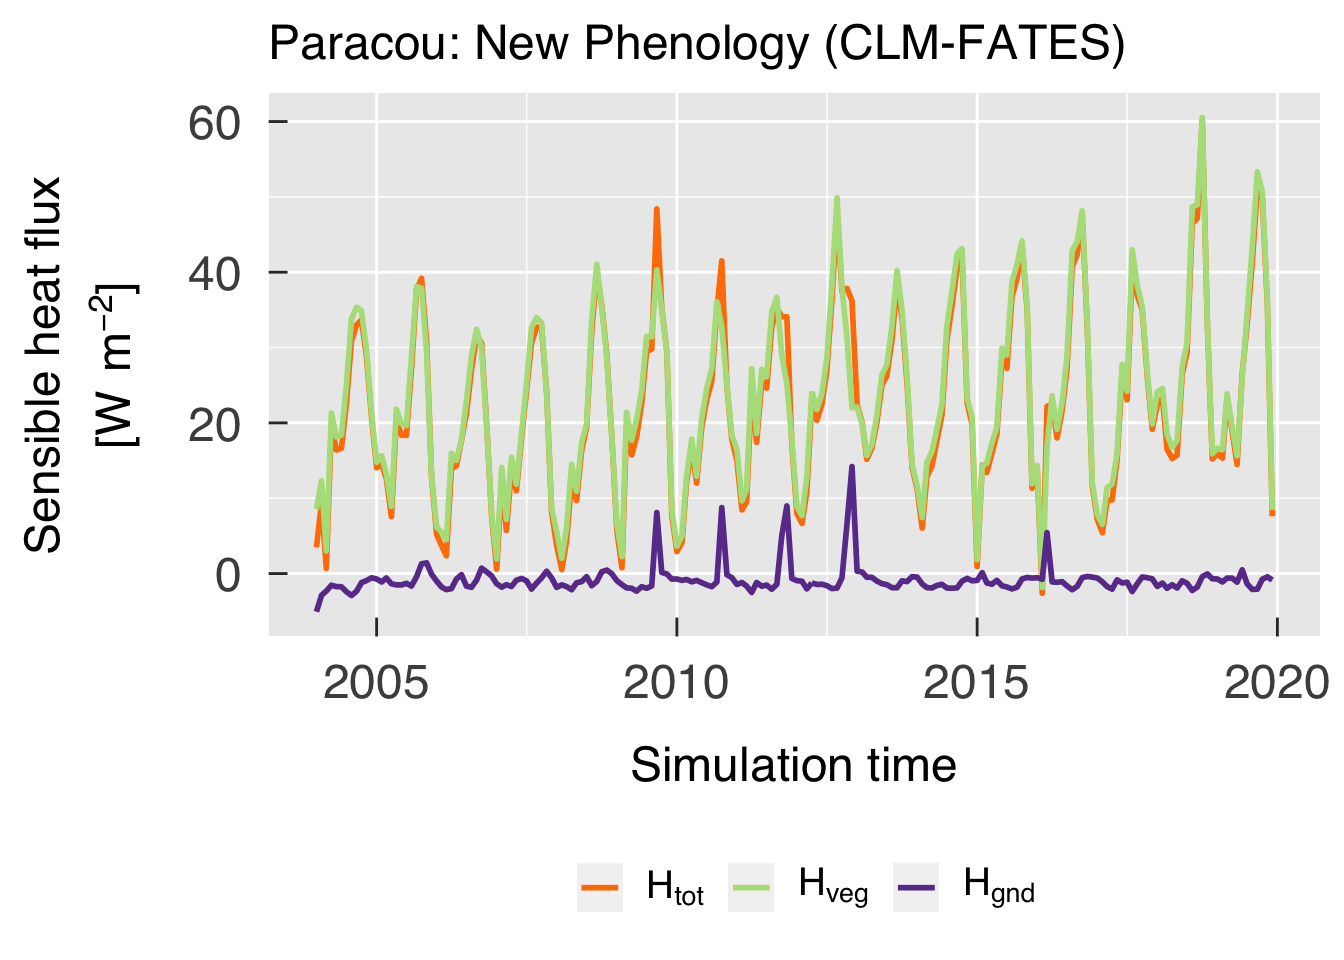 Paracou: New Phenology (CLM-FATES)
Sensible heat flux
[W m⁻²]
60
40
20
0
2005 2010 2015 2020
Simulation time
Hₜₒₜ H_veg H_gnd